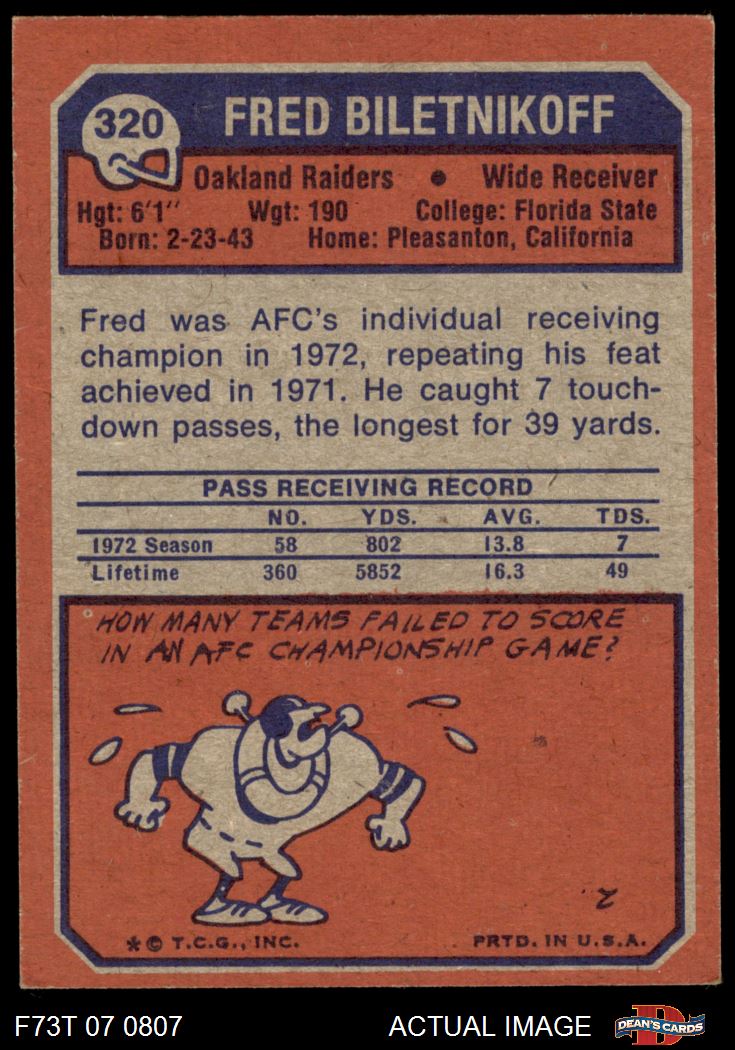 320
FRED BILETNIKOFF
Oakland Raiders • Wide Receiver
Hgt: 6'1" Wgt: 190 College: Florida State
Born: 2-23-43 Home: Pleasanton, California
Fred was AFC's individual receiving
champion in 1972, repeating his feat
achieved in 1971. He caught 7 touch-
down passes, the longest for 39 yards.
PASS RECEIVING RECORD
NO. YDS. AVG. TDS.
1972 Season 58 802 13.8 7
Lifetime 360 5852 16.3 49
HOW MANY TEAMS FAILED TO SCORE
IN AN AFC CHAMPIONSHIP GAME?
2
* © T.C.G., INC. PRTD. IN U.S.A.
F73T 07 0807 ACTUAL IMAGE
D
DEAN'S CARDS